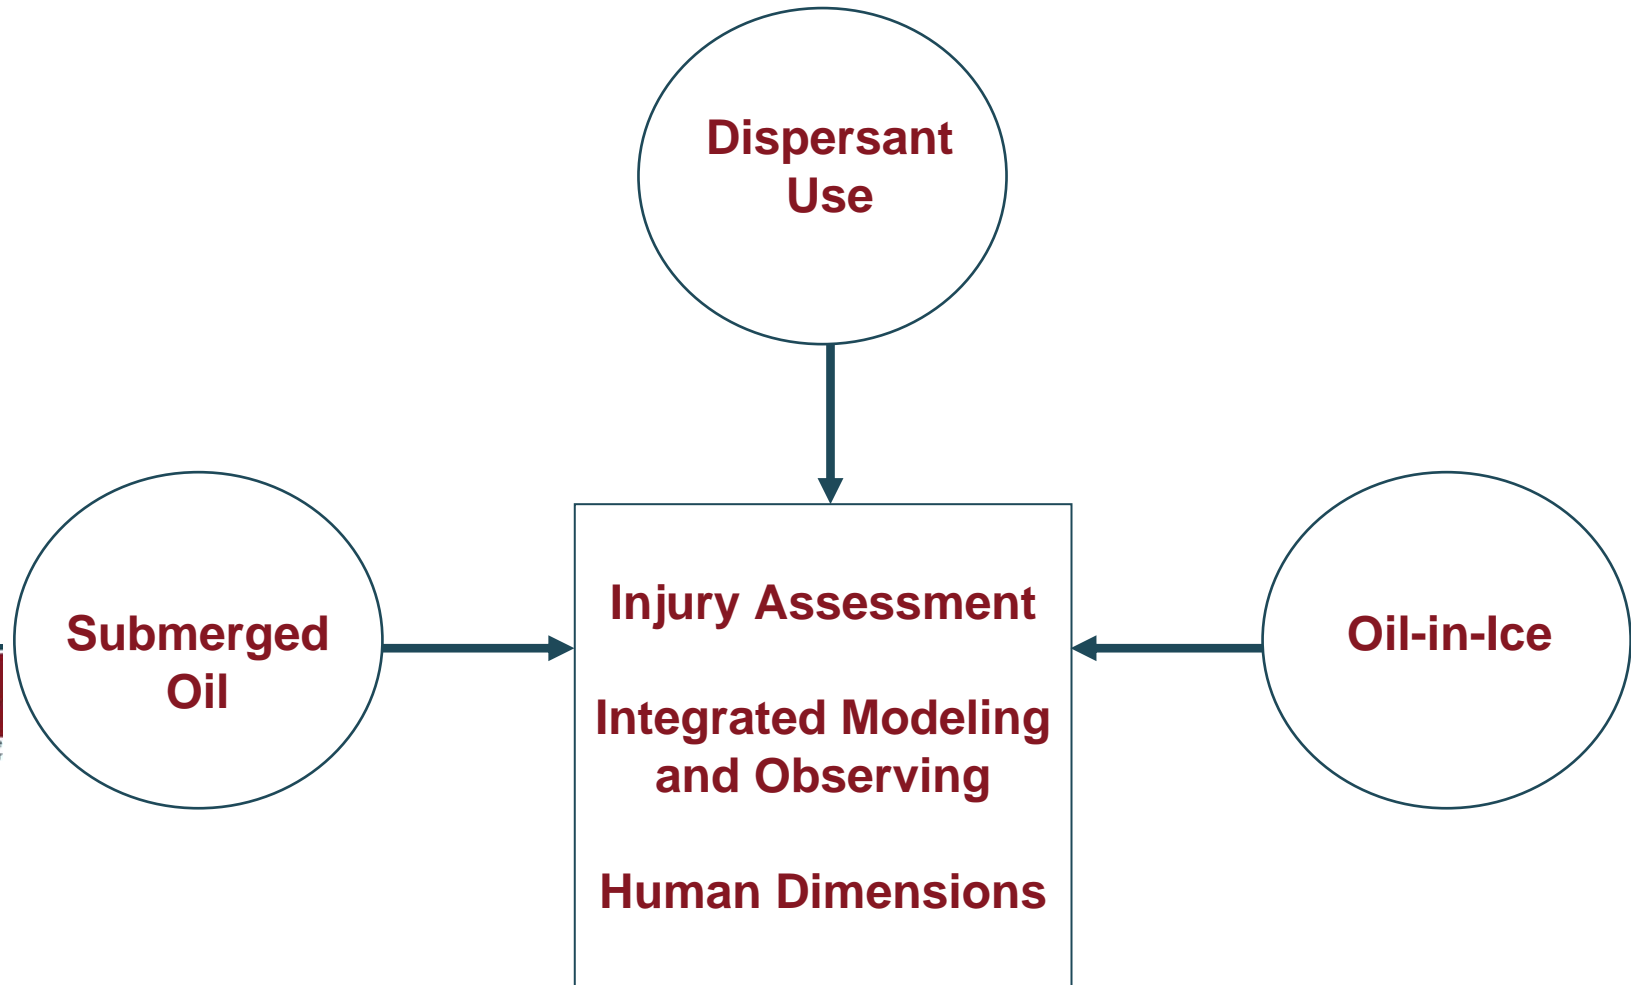 Dispersant
Use
Submerged
Oil
Injury Assessment
Integrated Modeling
and Observing
Human Dimensions
Oil-in-Ice